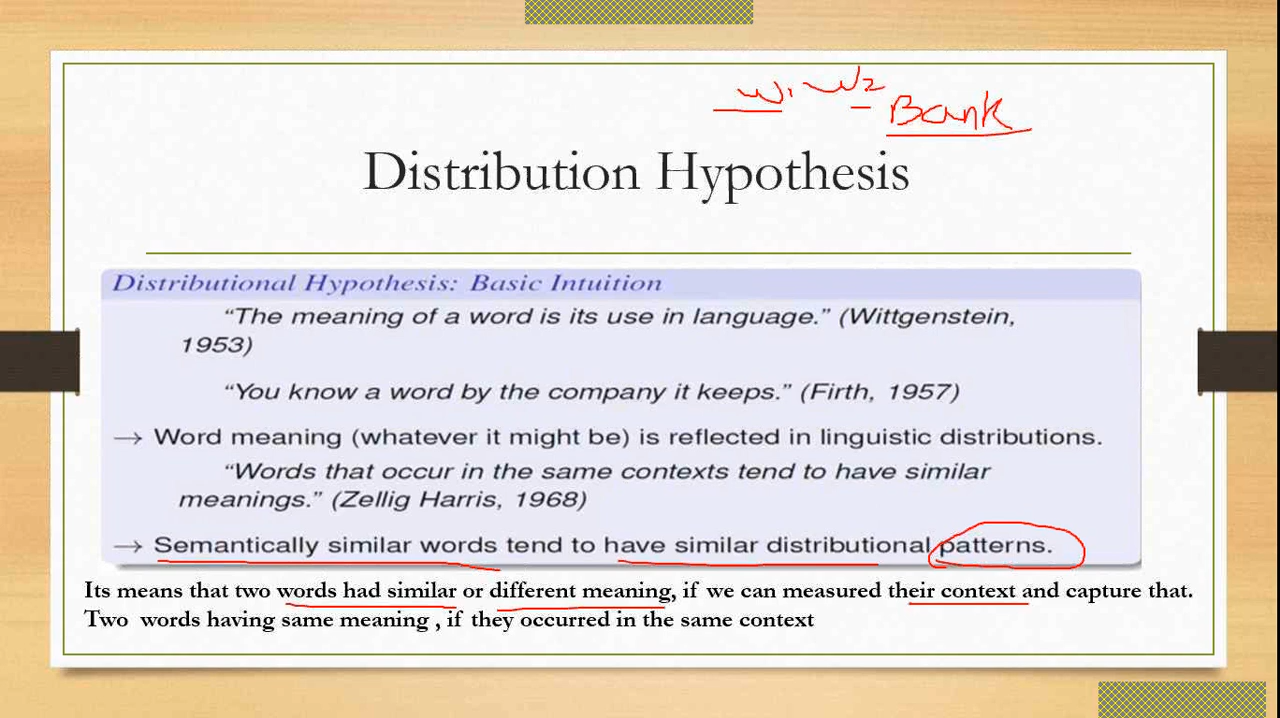 W1 W2 Bank
Distribution Hypothesis
Distributional Hypothesis: Basic Intuition
“The meaning of a word is its use in language.” (Wittgenstein,
1953)
“You know a word by the company it keeps.” (Firth, 1957)
→ Word meaning (whatever it might be) is reflected in linguistic distributions.
“Words that occur in the same contexts tend to have similar
meanings.” (Zellig Harris, 1968)
→ Semantically similar words tend to have similar distributional patterns.
Its means that two words had similar or different meaning, if we can measured their context and capture that.
Two words having same meaning , if they occurred in the same context